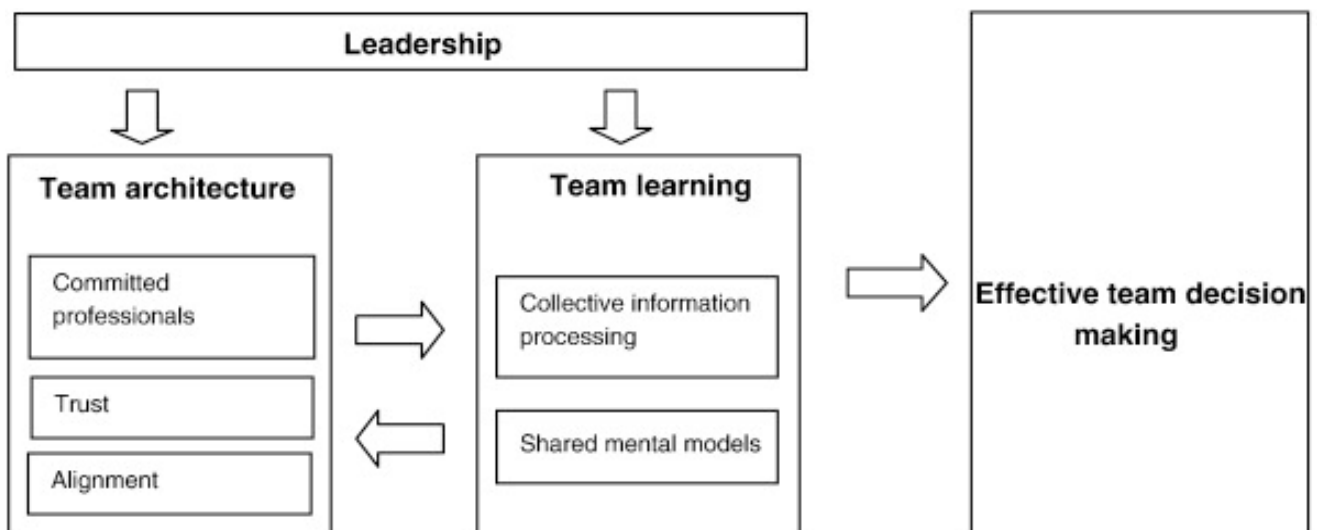 Leadership
Team architecture
Committed
professionals
Trust
Alignment
Team learning
Collective information
processing
Shared mental models
Effective team decision
making